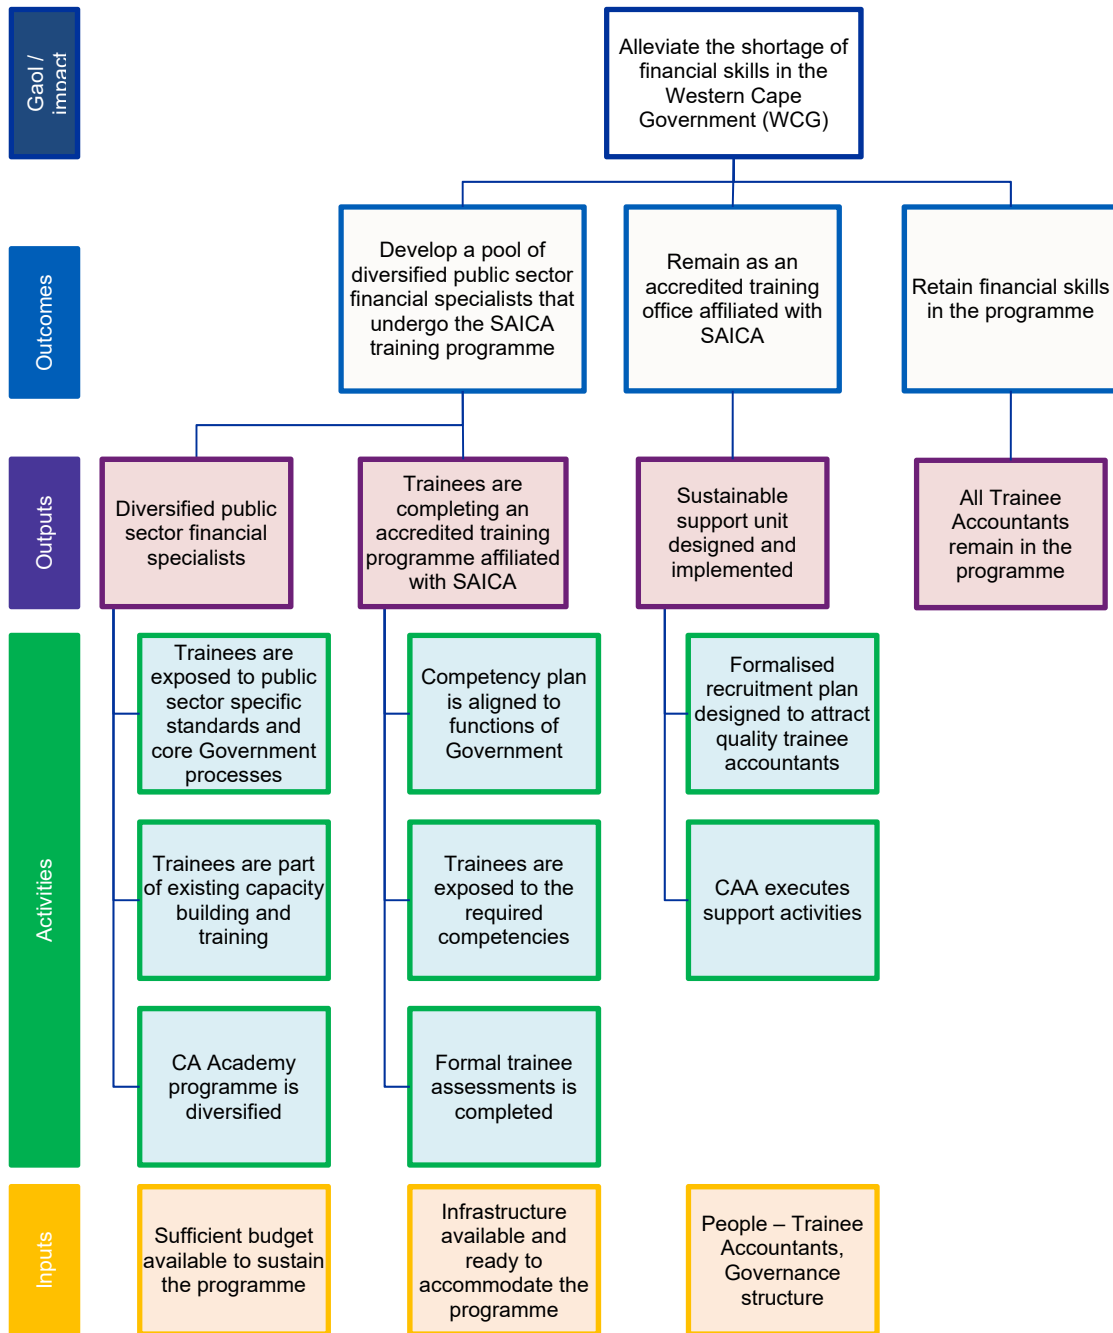 Gaol /
impact
Alleviate the shortage of
financial skills in the
Western Cape
Government (WCG)
Outcomes
Develop a pool of
diversified public sector
financial specialists that
undergo the SAICA
training programme
Remain as an
accredited training
office affiliated with
SAICA
Retain financial skills
in the programme
Outputs
Diversified public
sector financial
specialists
Trainees are
completing an
accredited training
programme affiliated
with SAICA
Sustainable
support unit
designed and
implemented
All Trainee
Accountants
remain in the
programme
Activities
Trainees are
exposed to public
sector specific
standards and
core Government
processes
Competency plan
is aligned to
functions of
Government
Formalised
recruitment plan
designed to attract
quality trainee
accountants
Trainees are part
of existing capacity
building and
training
Trainees are
exposed to the
required
competencies
CAA executes
support activities
CA Academy
programme is
diversified
Formal trainee
assessments is
completed
Inputs
Sufficient budget
available to sustain
the programme
Infrastructure
available and
ready to
accommodate the
programme
People – Trainee
Accountants,
Governance
structure